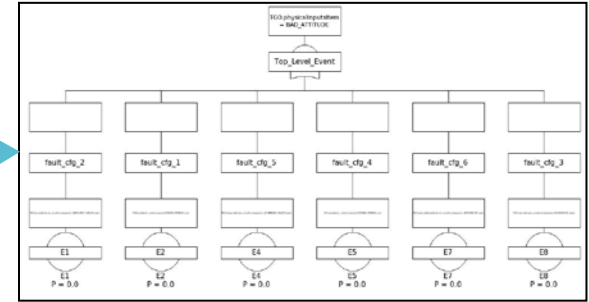 TGO.physicalInputsItem
= BAD_ATTITUDE
Top_Level_Event
fault_cfg_2 fault_cfg_1 fault_cfg_5 fault_cfg_4 fault_cfg_6 fault_cfg_3
E1 E2 E4 E5 E7 E8
E1 E2 E4 E5 E7 E8
P = 0.0 P = 0.0 P = 0.0 P = 0.0 P = 0.0 P = 0.0